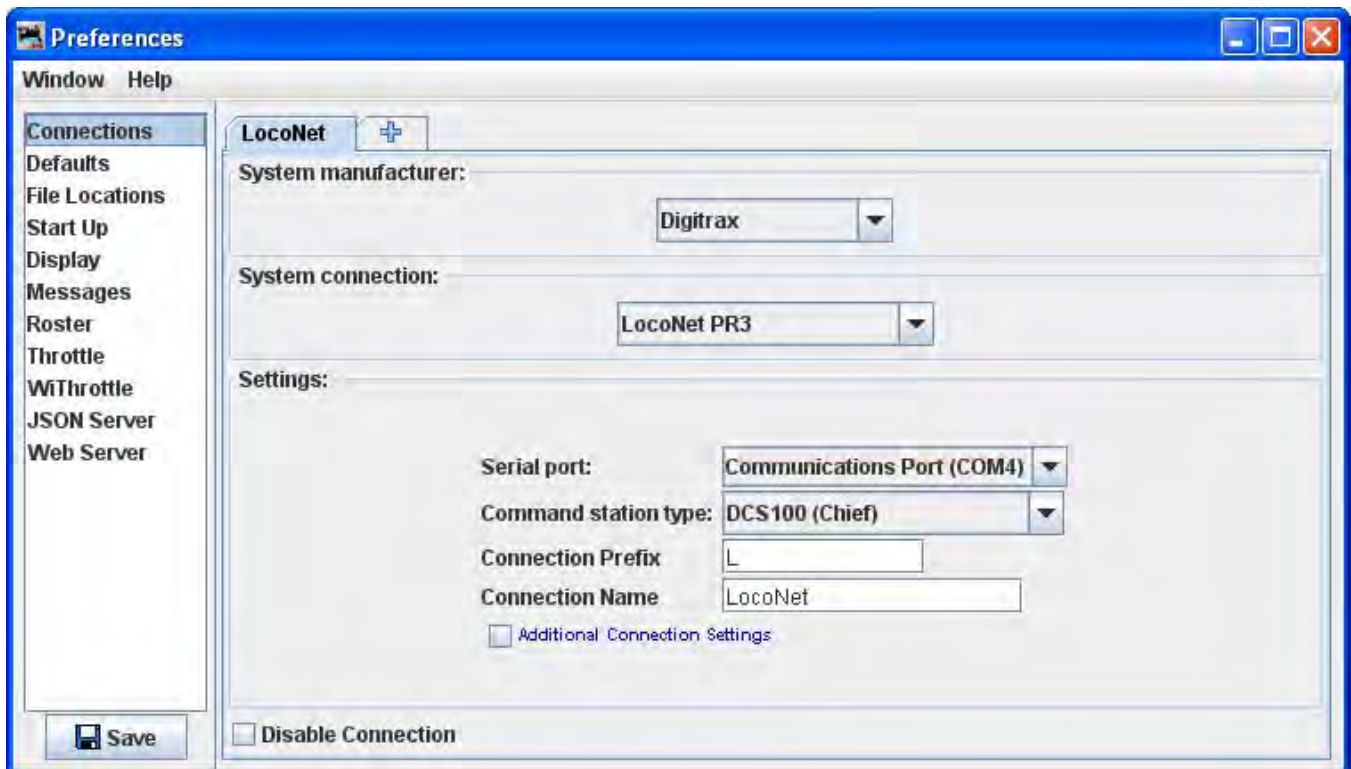 Preferences
Window Help
Connections
Defaults
File Locations
Start Up
Display
Messages
Roster
Throttle
WiThrottle
JSON Server
Web Server
Save
LocoNet
System manufacturer:
Digitrax
System connection:
LocoNet PR3
Settings:
Serial port: Communications Port (COM4)
Command station type: DCS100 (Chief)
Connection Prefix L
Connection Name LocoNet
Additional Connection Settings
Disable Connection